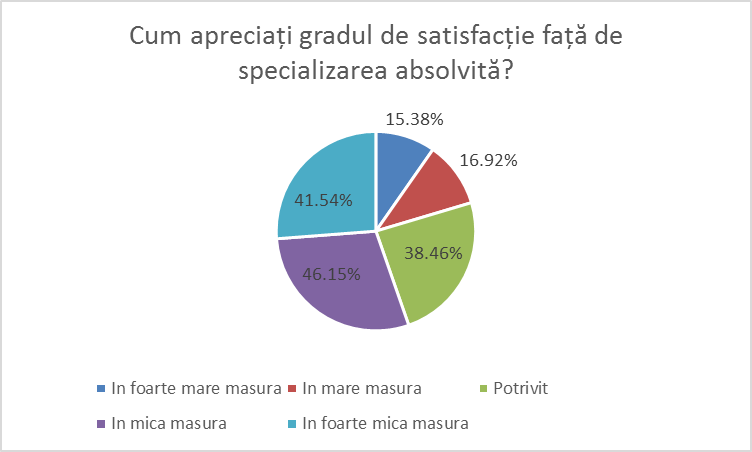 Cum apreciați gradul de satisfacție față de
specializarea absolvită?
15.38%
16.92%
41.54%
38.46%
46.15%
In foarte mare masura
In mare masura
Potrivit
In mica masura
In foarte mica masura